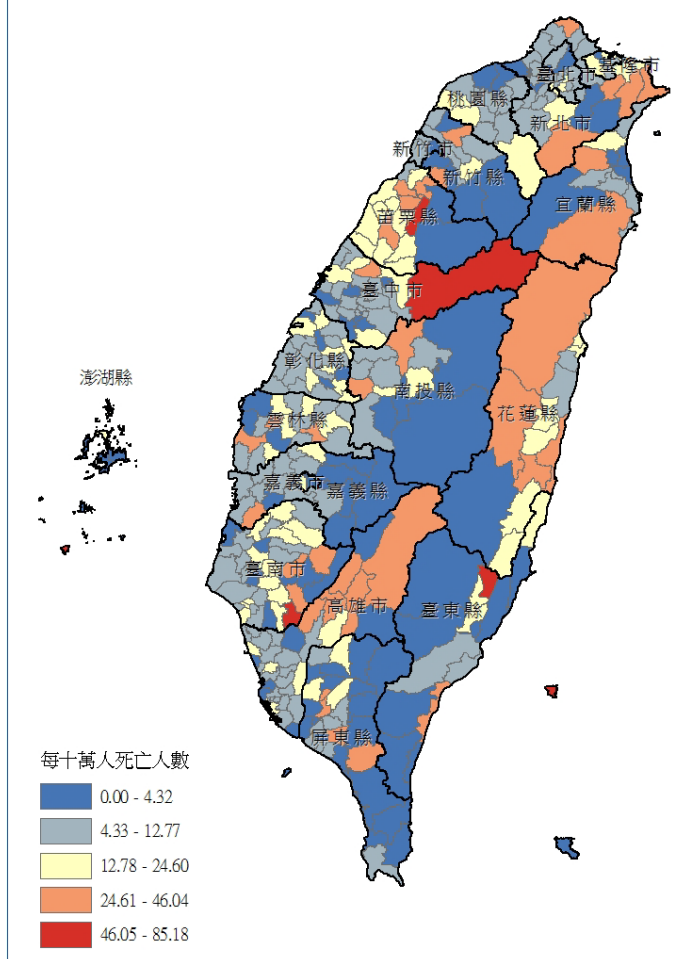 基隆市
臺北市
桃園縣
新北市
新竹市
新竹縣
宜蘭縣
苗栗縣
臺中市
彰化縣
澎湖縣
南投縣
花蓮縣
雲林縣
嘉義市
嘉義縣
臺南市
高雄市
臺東縣
屏東縣
每十萬人死亡人數
0.00 - 4.32
4.33 - 12.77
12.78 - 24.60
24.61 - 46.04
46.05 - 85.18